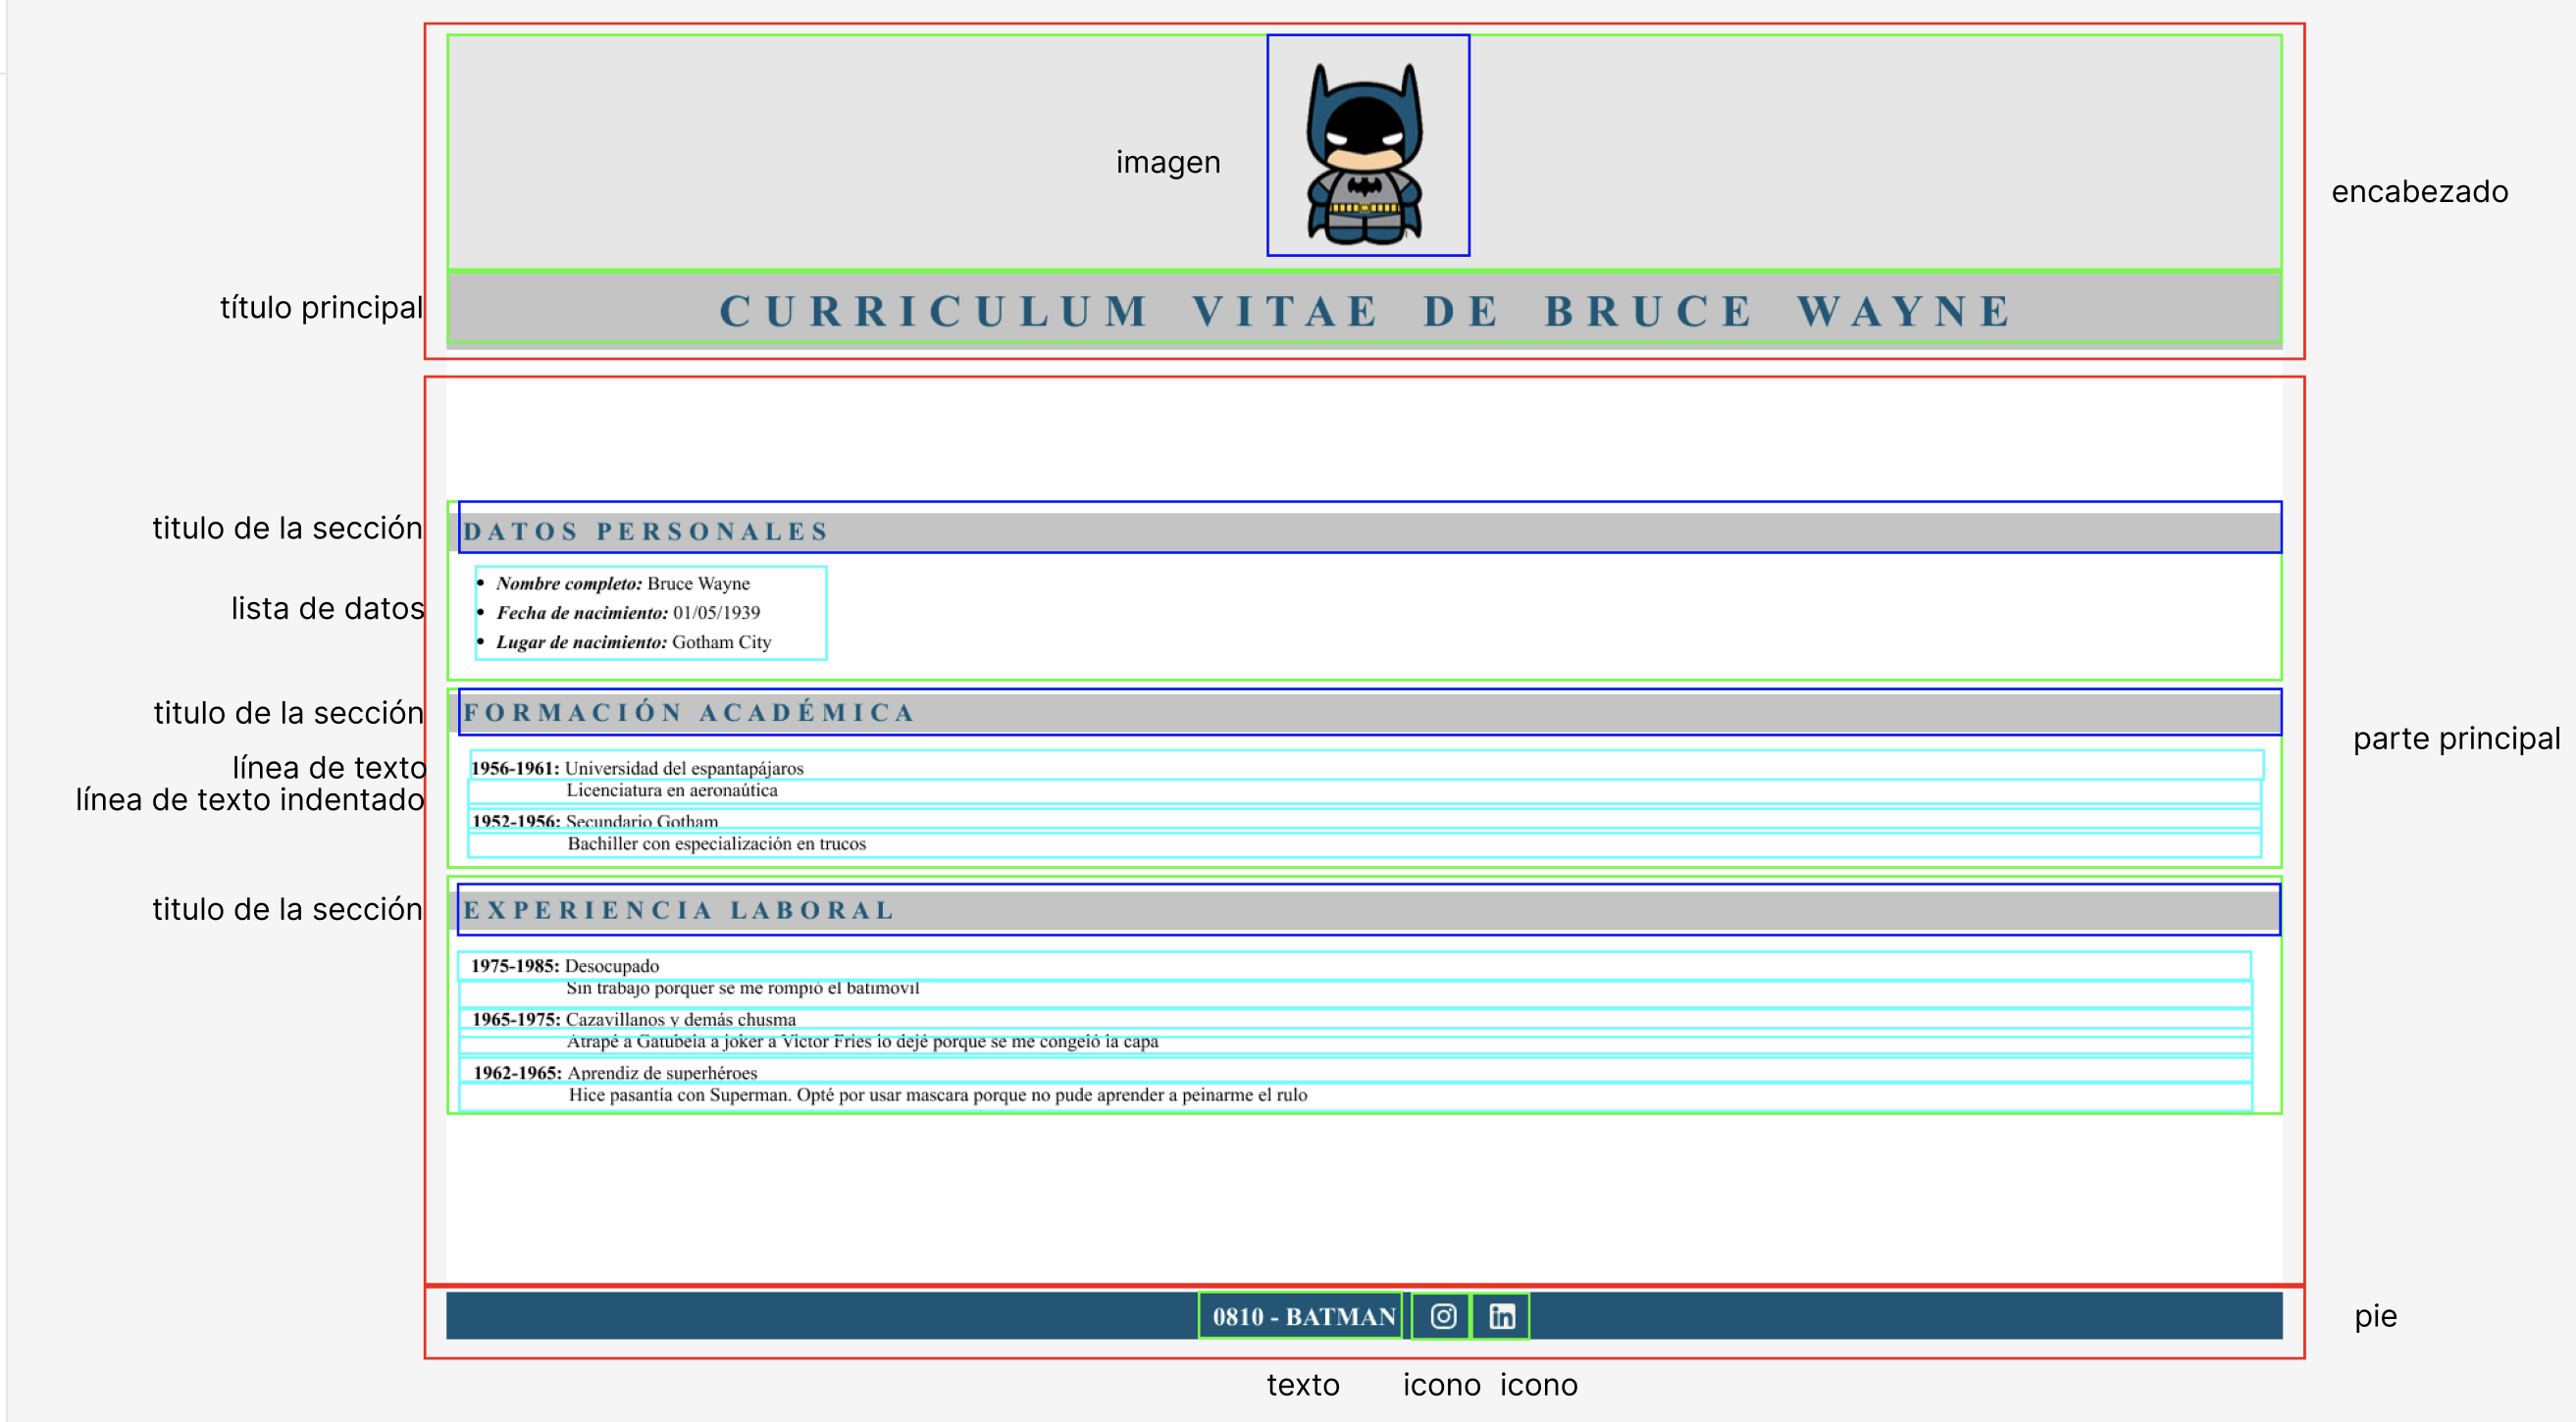 imagen
encabezado
título principal
CURRICULUM VITAE DE BRUCE WAYNE
titulo de la sección
DATOS PERSONALES
lista de datos
• Nombre completo: Bruce Wayne
• Fecha de nacimiento: 01/05/1939
• Lugar de nacimiento: Gotham City
titulo de la sección
FORMACIÓN ACADÉMICA
parte principal
línea de texto
1956-1961: Universidad del espantapájaros
línea de texto indentado
Licenciatura en aeronaútica
1952-1956: Secundario Gotham
Bachiller con especialización en trucos
titulo de la sección
EXPERIENCIA LABORAL
1975-1985: Desocupado
Sin trabajo porquer se me rompió el batimovil
1965-1975: Cazavillanos y demás chusma
Atrapé a Gatubela a joker a Victor Fries lo dejé porque se me congeló la capa
1962-1965: Aprendiz de superhéroes
Hice pasantía con Superman. Opté por usar mascara porque no pude aprender a peinarme el rulo
0810 - BATMAN
in
pie
texto
icono
icono